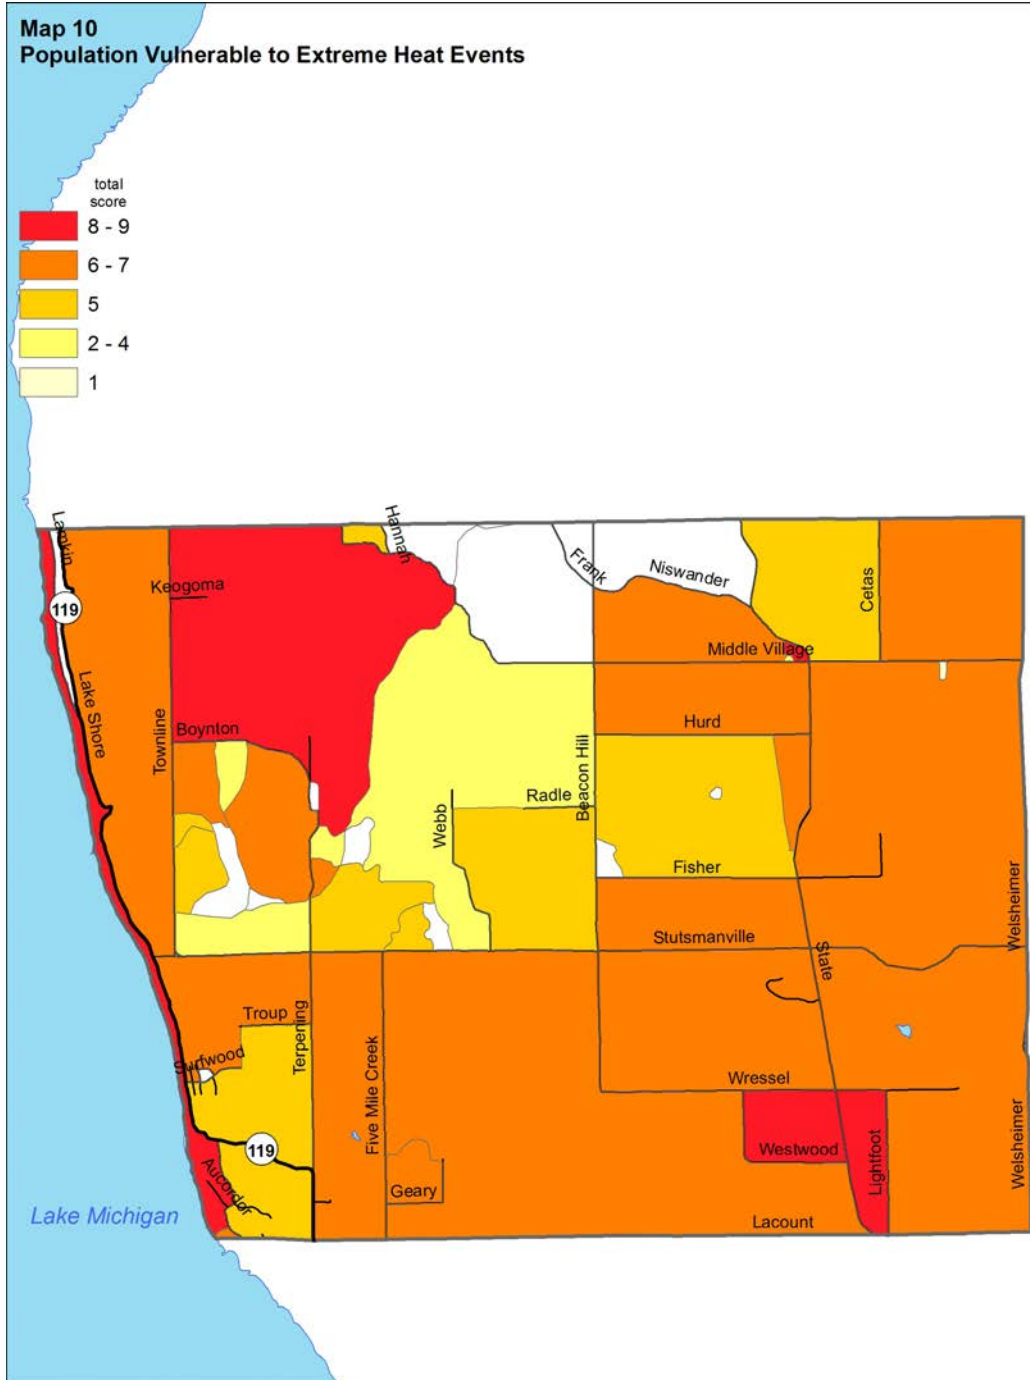 Map 10
Population Vulnerable to Extreme Heat Events
total
score
8 - 9
6 - 7
5
2 - 4
1
Lamkin
Hannah
Frank
Niswander
Keogoma
119
Cetas
Middle Village
Lake Shore
Townline
Boynton
Hurd
Beacon Hill
Radle
Webb
Fisher
Welsheimer
Stutsmanville
State
Troup
Terpening
Surfwood
Five Mile Creek
Wressel
119
Westwood
Lightfoot
Welsheimer
Aucordor
Geary
Lake Michigan
Lacount